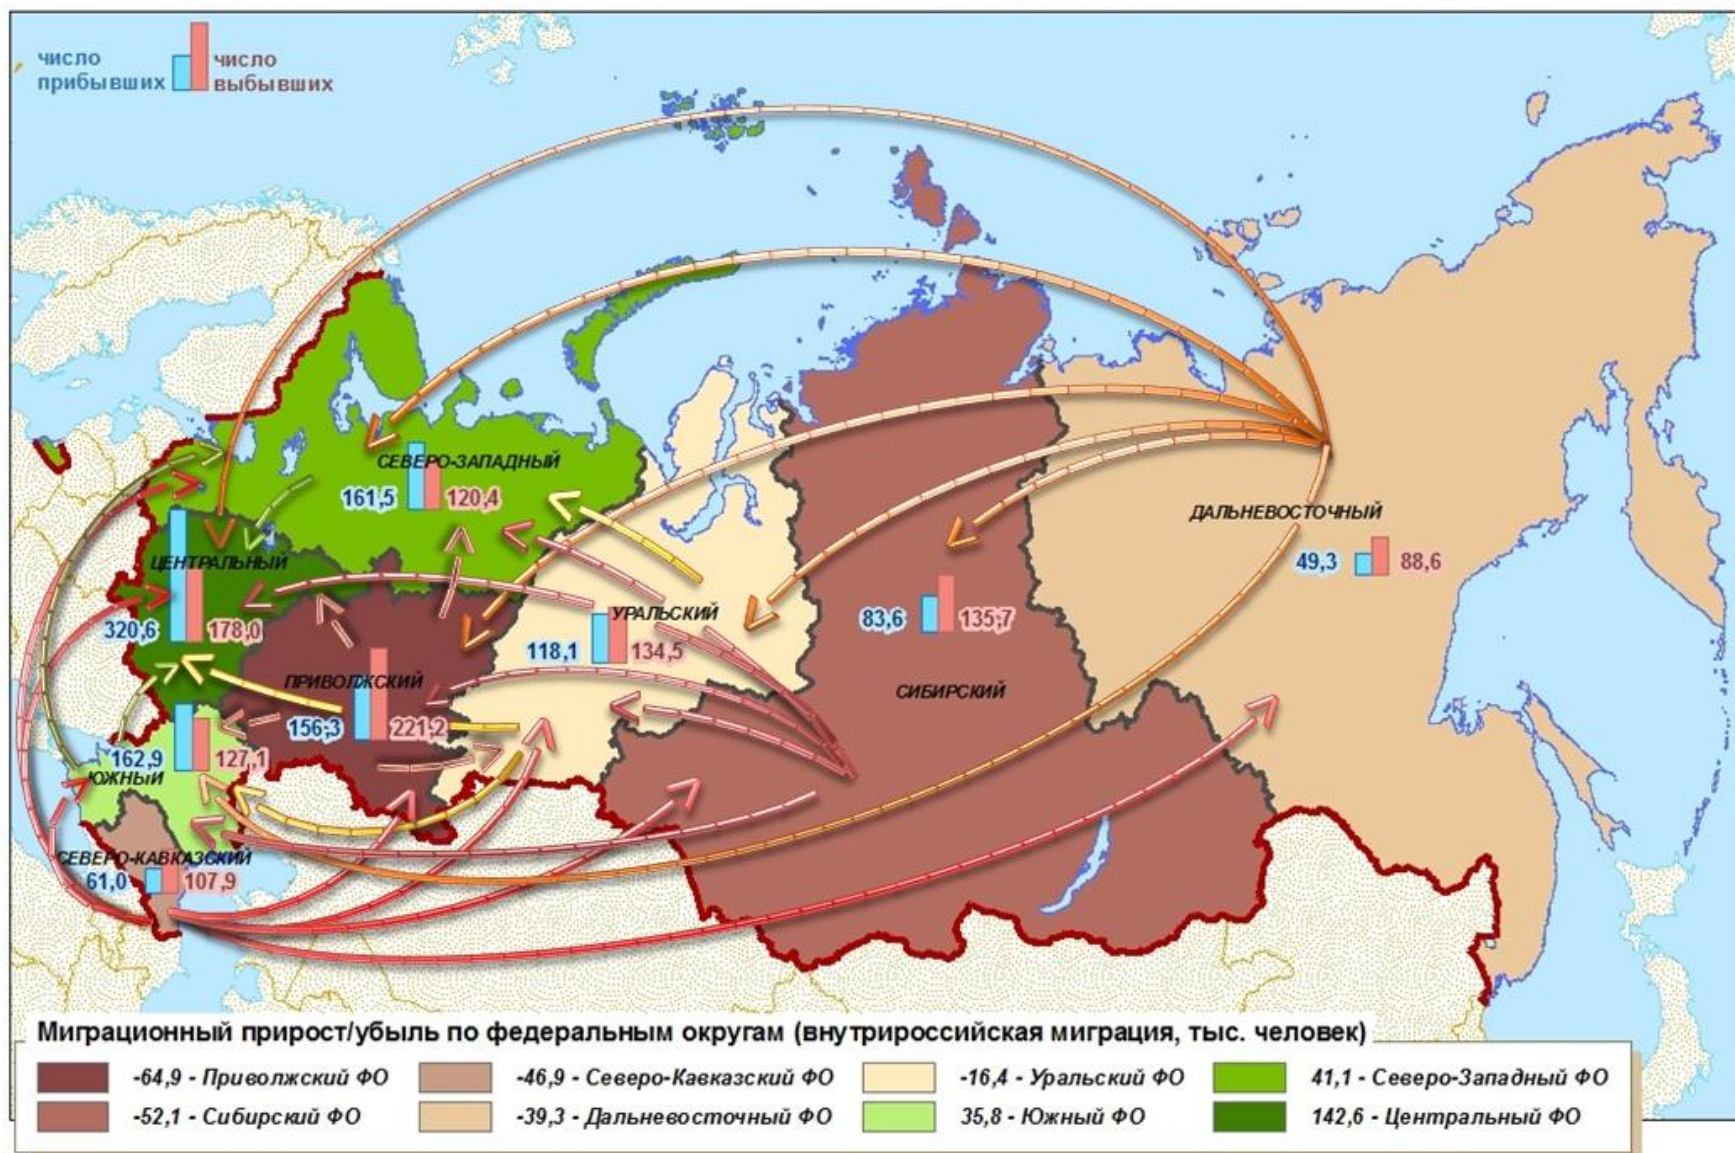 число
прибывших
число
выбывших
СЕВЕРО-ЗАПАДНЫЙ
161,5 120,4
ДАЛЬНЕВОСТОЧНЫЙ
49,3 88,6
ЦЕНТРАЛЬНЫЙ
320,6 178,0
УРАЛЬСКИЙ
118,1 134,5
83,6 135,7
СИБИРСКИЙ
ПРИВОЛЖСКИЙ
156,3 221,2
162,9 127,1
ЮЖНЫЙ
СЕВЕРО-КАВКАЗСКИЙ
61,0 107,9
Миграционный прирост/убыль по федеральным округам (внутрироссийская миграция, тыс. человек)
-64,9 - Приволжский ФО
-46,9 - Северо-Кавказский ФО
-16,4 - Уральский ФО
41,1 - Северо-Западный ФО
-52,1 - Сибирский ФО
-39,3 - Дальневосточный ФО
35,8 - Южный ФО
142,6 - Центральный ФО